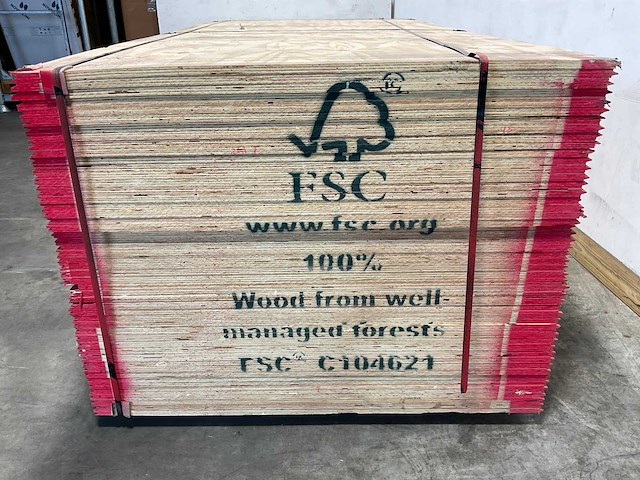 FSC
www.fsc.org
100%
Wood from well-
managed forests
FSC® C104621